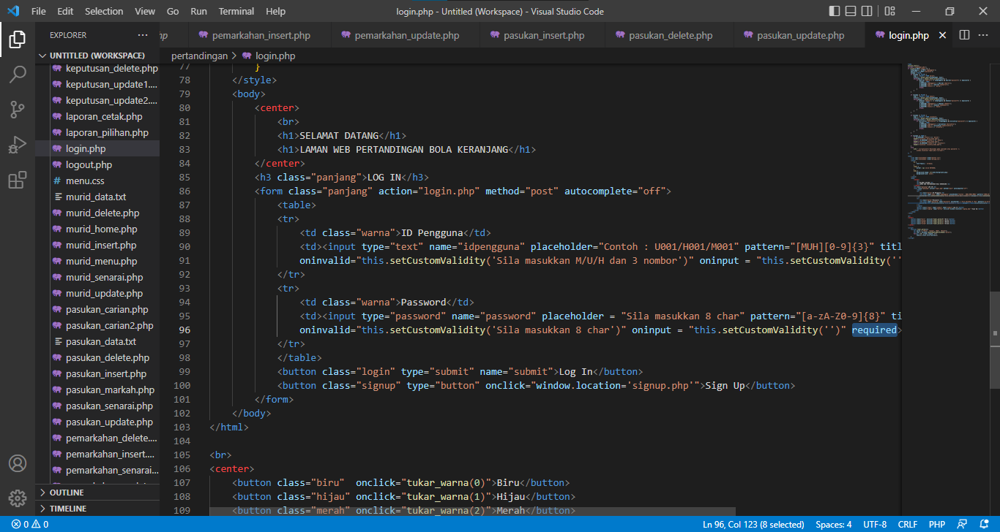 File Edit Selection View Go Run Terminal Help
login.php - Untitled (Workspace) - Visual Studio Code
EXPLORER
pemarkahan_insert.php pemarkahan_update.php pasukan_insert.php pasukan_delete.php pasukan_update.php login.php
UNTITLED (WORKSPACE)
pertandingan > login.php
keputusan_delete.php
keputusan_update1....
keputusan_update2....
laporan_cetak.php
laporan_pilihan.php
login.php
logout.php
menu.css
murid_data.txt
murid_delete.php
murid_home.php
murid_insert.php
murid_menu.php
murid_senarai.php
murid_update.php
pasukan_carian.php
pasukan_carian2.php
pasukan_data.txt
pasukan_delete.php
pasukan_insert.php
pasukan_markah.php
pasukan_senarai.php
pasukan_update.php
pemarkahan_delete....
pemarkahan_insert....
pemarkahan_senarai...
OUTLINE
TIMELINE
77 }
78 </style>
79 <body>
80 <center>
81 <br>
82 <h1>SELAMAT DATANG</h1>
83 <h1>LAMAN WEB PERTANDINGAN BOLA KERANJANG</h1>
84 </center>
85 <h3 class="panjang">LOG IN</h3>
86 <form class="panjang" action="login.php" method="post" autocomplete="off">
87 <table>
88 <tr>
89 <td class="warna">ID Pengguna</td>
90 <td><input type="text" name="idpengguna" placeholder="Contoh : U001/H001/M001" pattern="[MUH][0-9]{3}" titl
91 oninvalid="this.setCustomValidity('Sila masukkan M/U/H dan 3 nombor')" oninput = "this.setCustomValidity(''
92 </tr>
93 <tr>
94 <td class="warna">Password</td>
95 <td><input type="password" name="password" placeholder = "Sila masukkan 8 char" pattern="[a-zA-Z0-9]{8}" ti
96 oninvalid="this.setCustomValidity('Sila masukkan 8 char')" oninput = "this.setCustomValidity('')" required>
97 </tr>
98 </table>
99 <button class="login" type="submit" name="submit">Log In</button>
100 <button class="signup" type="button" onclick="window.location='signup.php'">Sign Up</button>
101 </form>
102 </body>
103 </html>
104
105 <br>
106 <center>
107 <button class="biru"  onclick="tukar_warna(0)">Biru</button>
108 <button class="hijau" onclick="tukar_warna(1)">Hijau</button>
109 <button class="merah" onclick="tukar_warna(2)">Merah</button>
0 0 Ln 96, Col 123 (8 selected) Spaces: 4 UTF-8 CRLF PHP